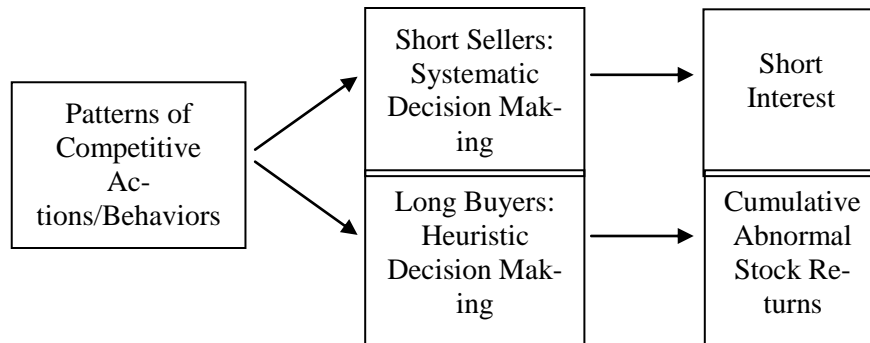 Patterns of
Competitive
Ac-
tions/Behaviors
Short Sellers:
Systematic
Decision Mak-
ing
Short
Interest
Long Buyers:
Heuristic
Decision Mak-
ing
Cumulative
Abnormal
Stock Re-
turns